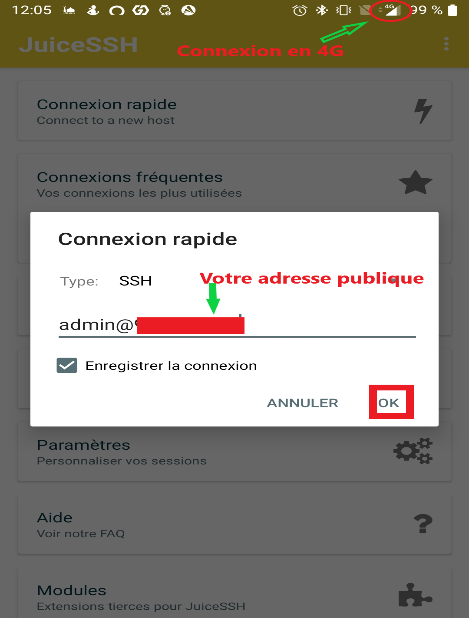 12:05
4G
99 %
JuiceSSH
Connexion en 4G
Connexion rapide
Connect to a new host
Connexions fréquentes
Vos connexions les plus utilisées
Connexion rapide
Type: SSH
Votre adresse publique
admin@
Enregistrer la connexion
ANNULER OK
Paramètres
Personnaliser vos sessions
Aide
Voir notre FAQ
Modules
Extensions tierces pour JuiceSSH